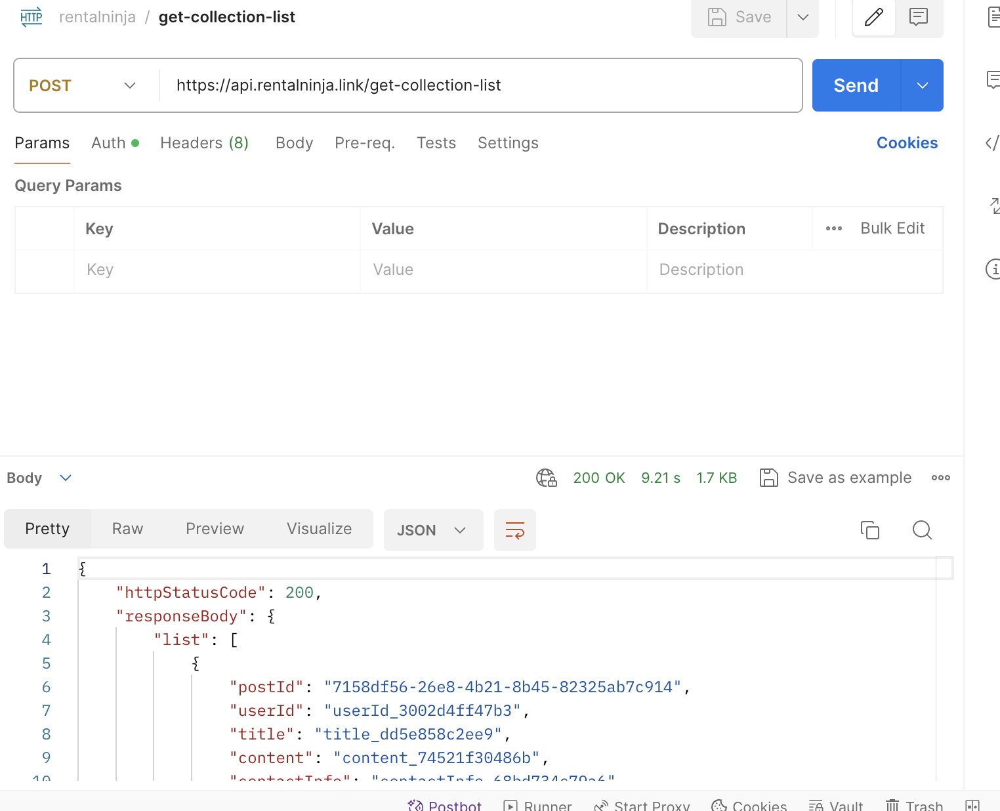 HTTP rentalninja / get-collection-list Save
POST https://api.rentalninja.link/get-collection-list Send
Params Auth Headers (8) Body Pre-req. Tests Settings Cookies
Query Params
Key Value Description Bulk Edit
Key Value Description
Body 200 OK 9.21 s 1.7 KB Save as example
Pretty Raw Preview Visualize JSON
1 {
2 "httpStatusCode": 200,
3 "responseBody": {
4 "list": [
5 {
6 "postId": "7158df56-26e8-4b21-8b45-82325ab7c914",
7 "userId": "userId_3002d4ff47b3",
8 "title": "title_dd5e858c2ee9",
9 "content": "content_74521f30486b",
10 "contactInfo": "contactInfo_68bd734c79a6"
Postbot Runner Start Proxy Cookies Vault Trash